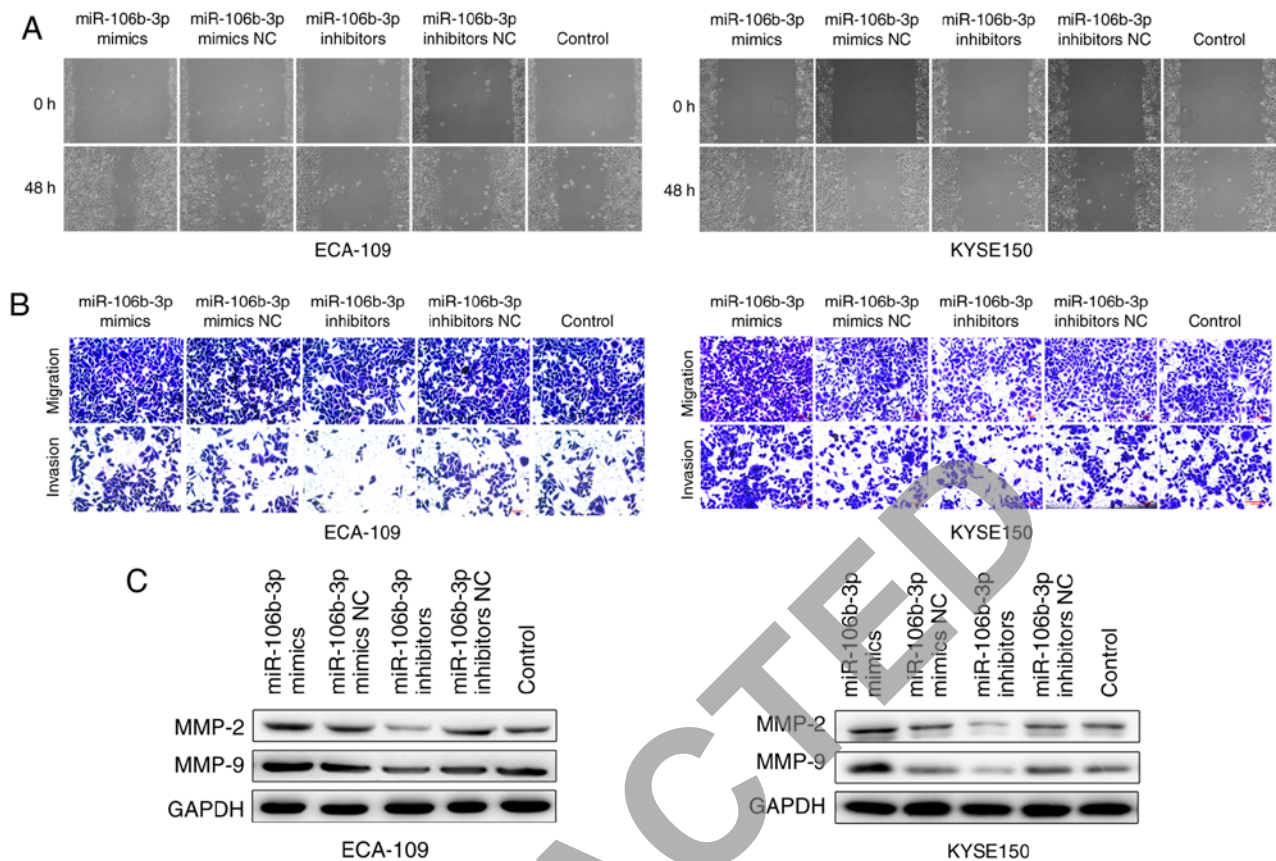 A
miR-106b-3p mimics
miR-106b-3p mimics NC
miR-106b-3p inhibitors
miR-106b-3p inhibitors NC
Control
miR-106b-3p mimics
miR-106b-3p mimics NC
miR-106b-3p inhibitors
miR-106b-3p inhibitors NC
Control
0 h
0 h
48 h
48 h
ECA-109
KYSE150
B
miR-106b-3p mimics
miR-106b-3p mimics NC
miR-106b-3p inhibitors
miR-106b-3p inhibitors NC
Control
miR-106b-3p mimics
miR-106b-3p mimics NC
miR-106b-3p inhibitors
miR-106b-3p inhibitors NC
Control
Migration
Migration
Invasion
Invasion
ECA-109
KYSE150
C
miR-106b-3p mimics
miR-106b-3p mimics NC
miR-106b-3p inhibitors
miR-106b-3p inhibitors NC
Control
miR-106b-3p mimics
miR-106b-3p mimics NC
miR-106b-3p inhibitors
miR-106b-3p inhibitors NC
Control
MMP-2
MMP-2
MMP-9
MMP-9
GAPDH
GAPDH
ECA-109
KYSE150
ACTED